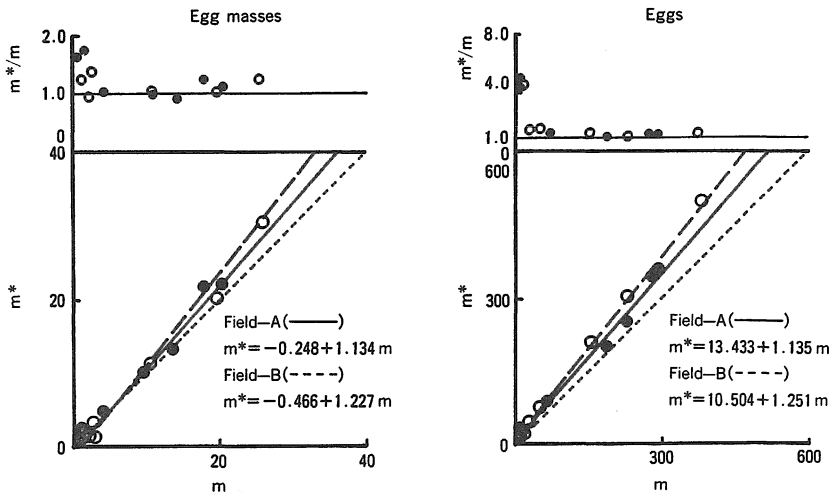 Egg masses
2.0
m*/m
1.0
0
40
m*
20
0
0
20
40
m
Field—A(———)
m*=−0.248+1.134 m
Field—B(----)
m*=−0.466+1.227 m
Eggs
8.0
m*/m
4.0
1.0
0
600
m*
300
0
0
300
600
m
Field—A(———)
m*=13.433+1.135 m
Field—B(----)
m*=10.504+1.251 m